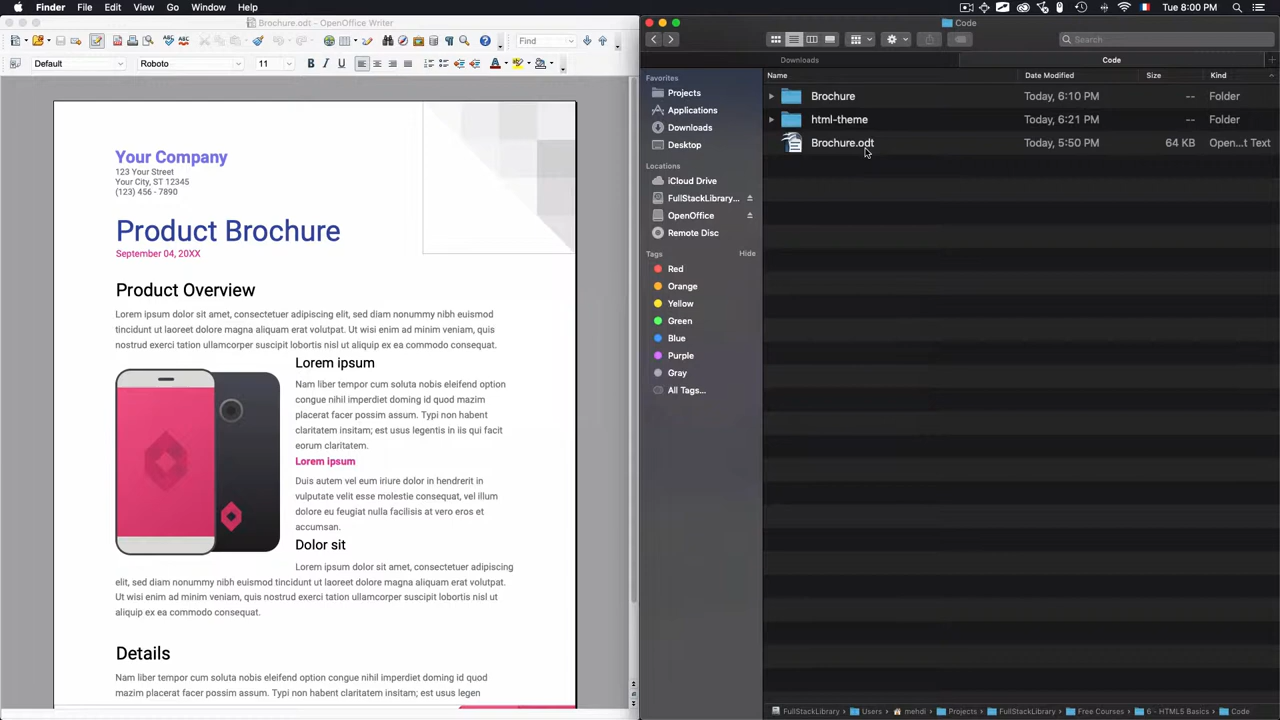 Finder File Edit View Go Window Help
Tue 8:00 PM
Brochure.odt - OpenOffice Writer
Find
Default Roboto 11 B I U
Your Company
123 Your Street
Your City, ST 12345
(123) 456 - 7890
Product Brochure
September 04, 20XX
Product Overview
Lorem ipsum dolor sit amet, consectetuer adipiscing elit, sed diam nonummy nibh euismod
tincidunt ut laoreet dolore magna aliquam erat volutpat. Ut wisi enim ad minim veniam, quis
nostrud exerci tation ullamcorper suscipit lobortis nisl ut aliquip ex ea commodo consequat.
Lorem ipsum
Nam liber tempor cum soluta nobis eleifend option
congue nihil imperdiet doming id quod mazim
placerat facer possim assum. Typi non habent
claritatem insitam; est usus legentis in iis qui facit
eorum claritatem.
Lorem ipsum
Duis autem vel eum iriure dolor in hendrerit in
vulputate velit esse molestie consequat, vel illum
dolore eu feugiat nulla facilisis at vero eros et
accumsan.
Dolor sit
Lorem ipsum dolor sit amet, consectetuer adipiscing
elit, sed diam nonummy nibh euismod tincidunt ut laoreet dolore magna aliquam erat volutpat.
Ut wisi enim ad minim veniam, quis nostrud exerci tation ullamcorper suscipit lobortis nisl ut
aliquip ex ea commodo consequat.
Details
Nam liber tempor cum soluta nobis eleifend option congue nihil imperdiet doming id quod
mazim placerat facer possim assum. Typi non habent claritatem insitam; est usus legen
Code
Search
Downloads Code
Favorites
Projects
Applications
Downloads
Desktop
Locations
iCloud Drive
FullStackLibrary...
OpenOffice
Remote Disc
Tags Hide
Red
Orange
Yellow
Green
Blue
Purple
Gray
All Tags...
Name Date Modified Size Kind
Brochure Today, 6:10 PM -- Folder
html-theme Today, 6:21 PM -- Folder
Brochure.odt Today, 5:50 PM 64 KB Open...t Text
FullStackLibrary Users mehdi Projects FullStackLibrary Free Courses 6 - HTML5 Basics Code